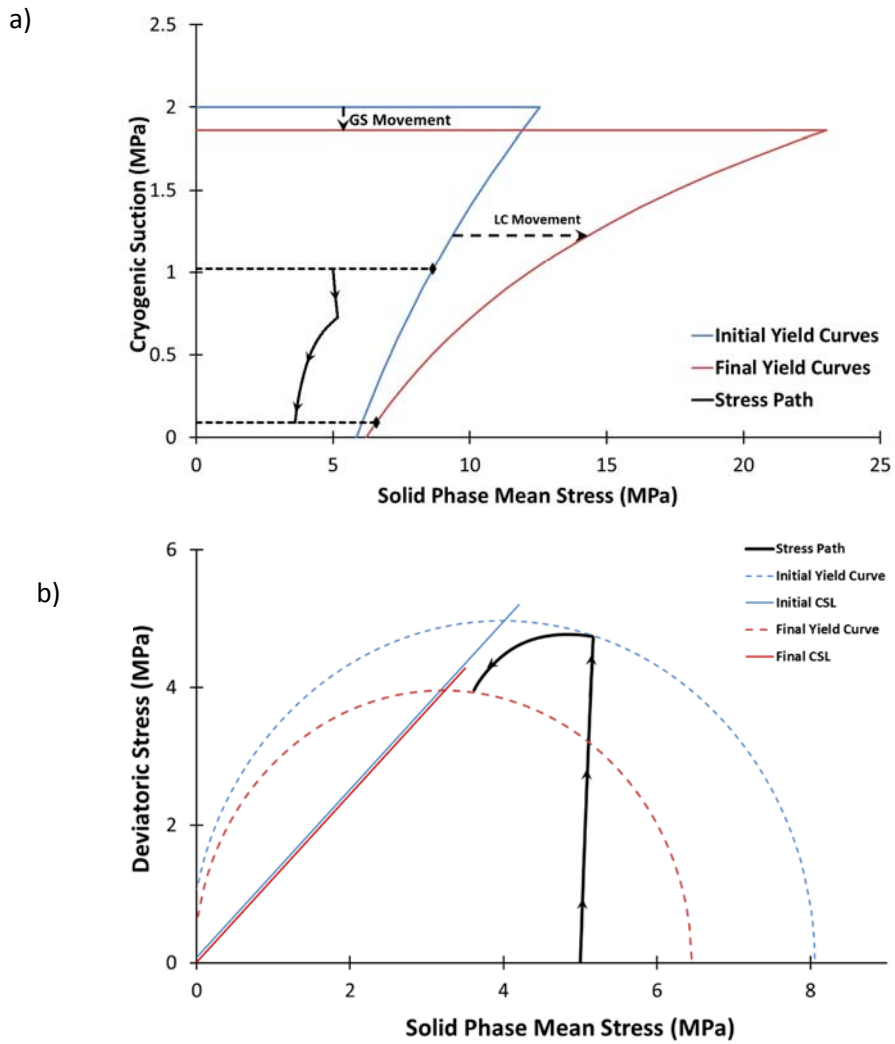 a)
2.5
2
1.5
1
0.5
0
Cryogenic Suction (MPa)
GS Movement
LC Movement
Initial Yield Curves
Final Yield Curves
Stress Path
0 5 10 15 20 25
Solid Phase Mean Stress (MPa)
b)
6
4
2
0
Deviatoric Stress (MPa)
Stress Path
Initial Yield Curve
Initial CSL
Final Yield Curve
Final CSL
0 2 4 6 8
Solid Phase Mean Stress (MPa)